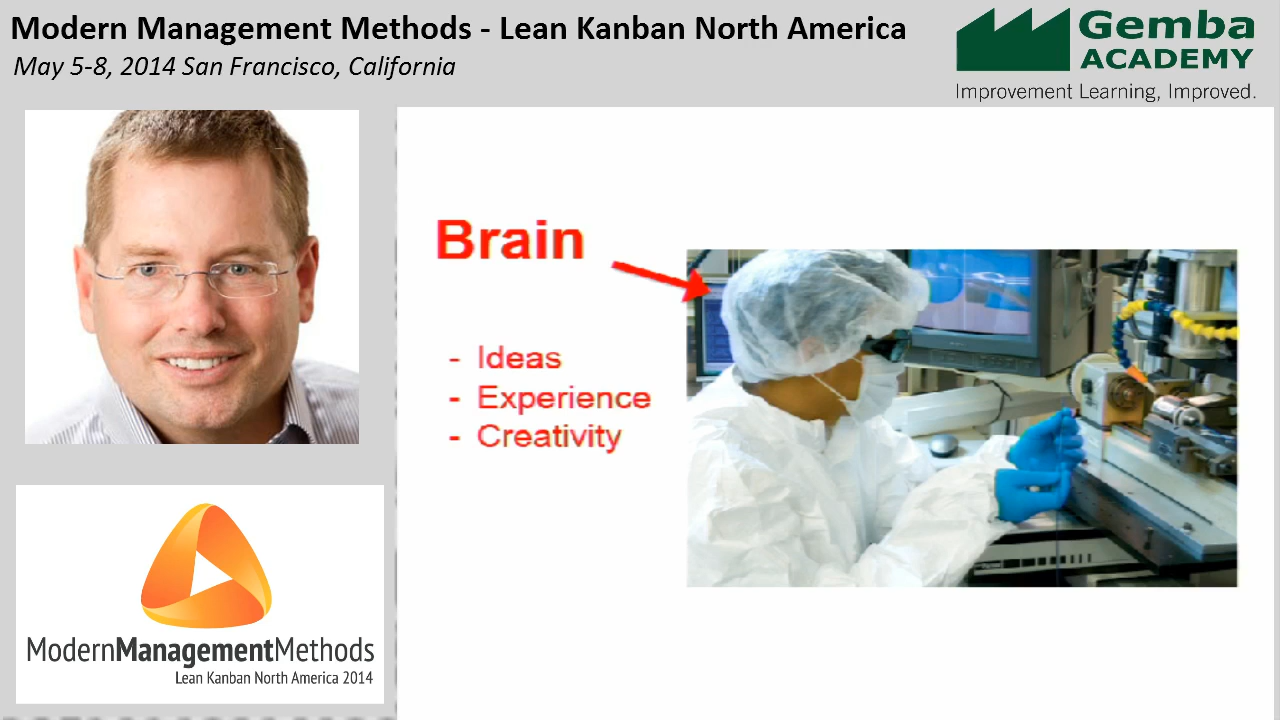 Modern Management Methods - Lean Kanban North America
May 5-8, 2014 San Francisco, California
Gemba
ACADEMY
Improvement Learning, Improved.
Brain
- Ideas
- Experience
- Creativity
ModernManagementMethods
Lean Kanban North America 2014